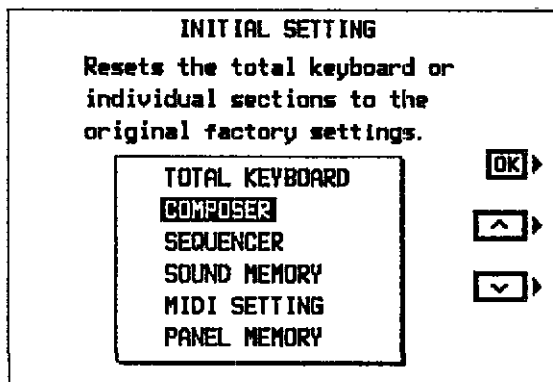 INITIAL SETTING
Resets the total keyboard or
individual sections to the
original factory settings.
TOTAL KEYBOARD
COMPOSER
SEQUENCER
SOUND MEMORY
MIDI SETTING
PANEL MEMORY
OK